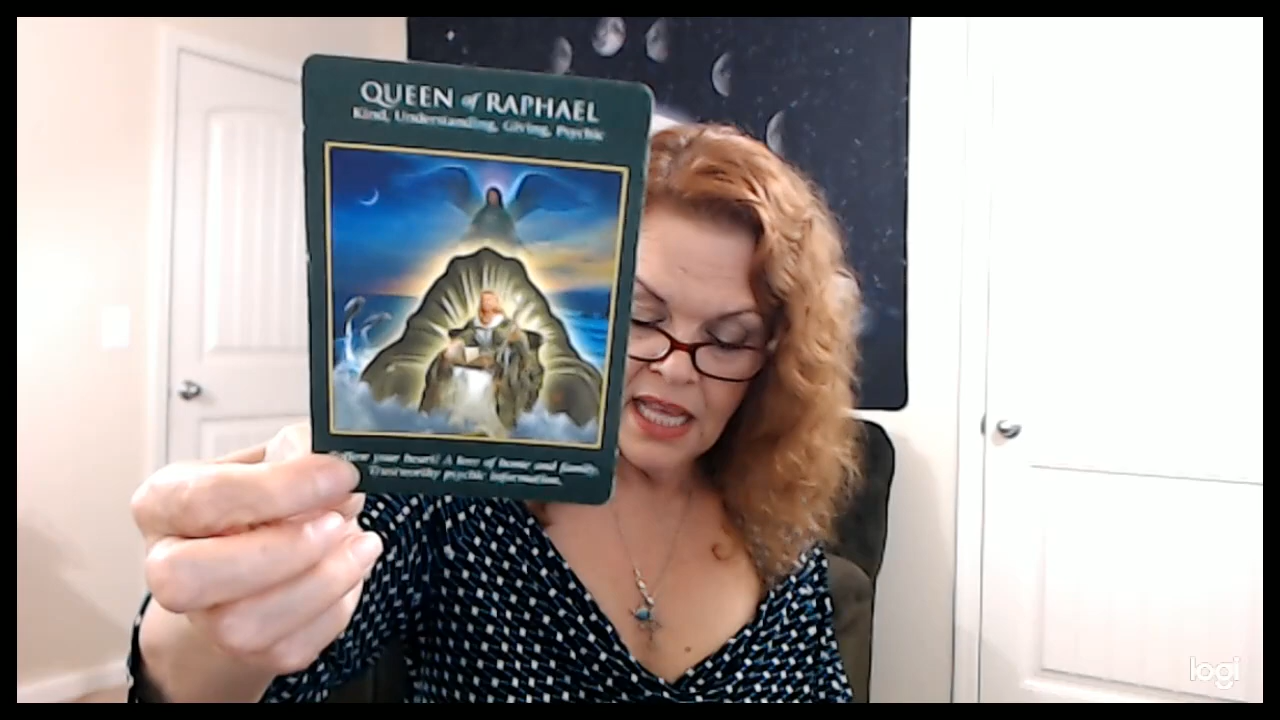 QUEEN of RAPHAEL
Kind, Understanding, Giving, Psychic
your heart! A love of home and family.
Trustworthy psychic information.
logi